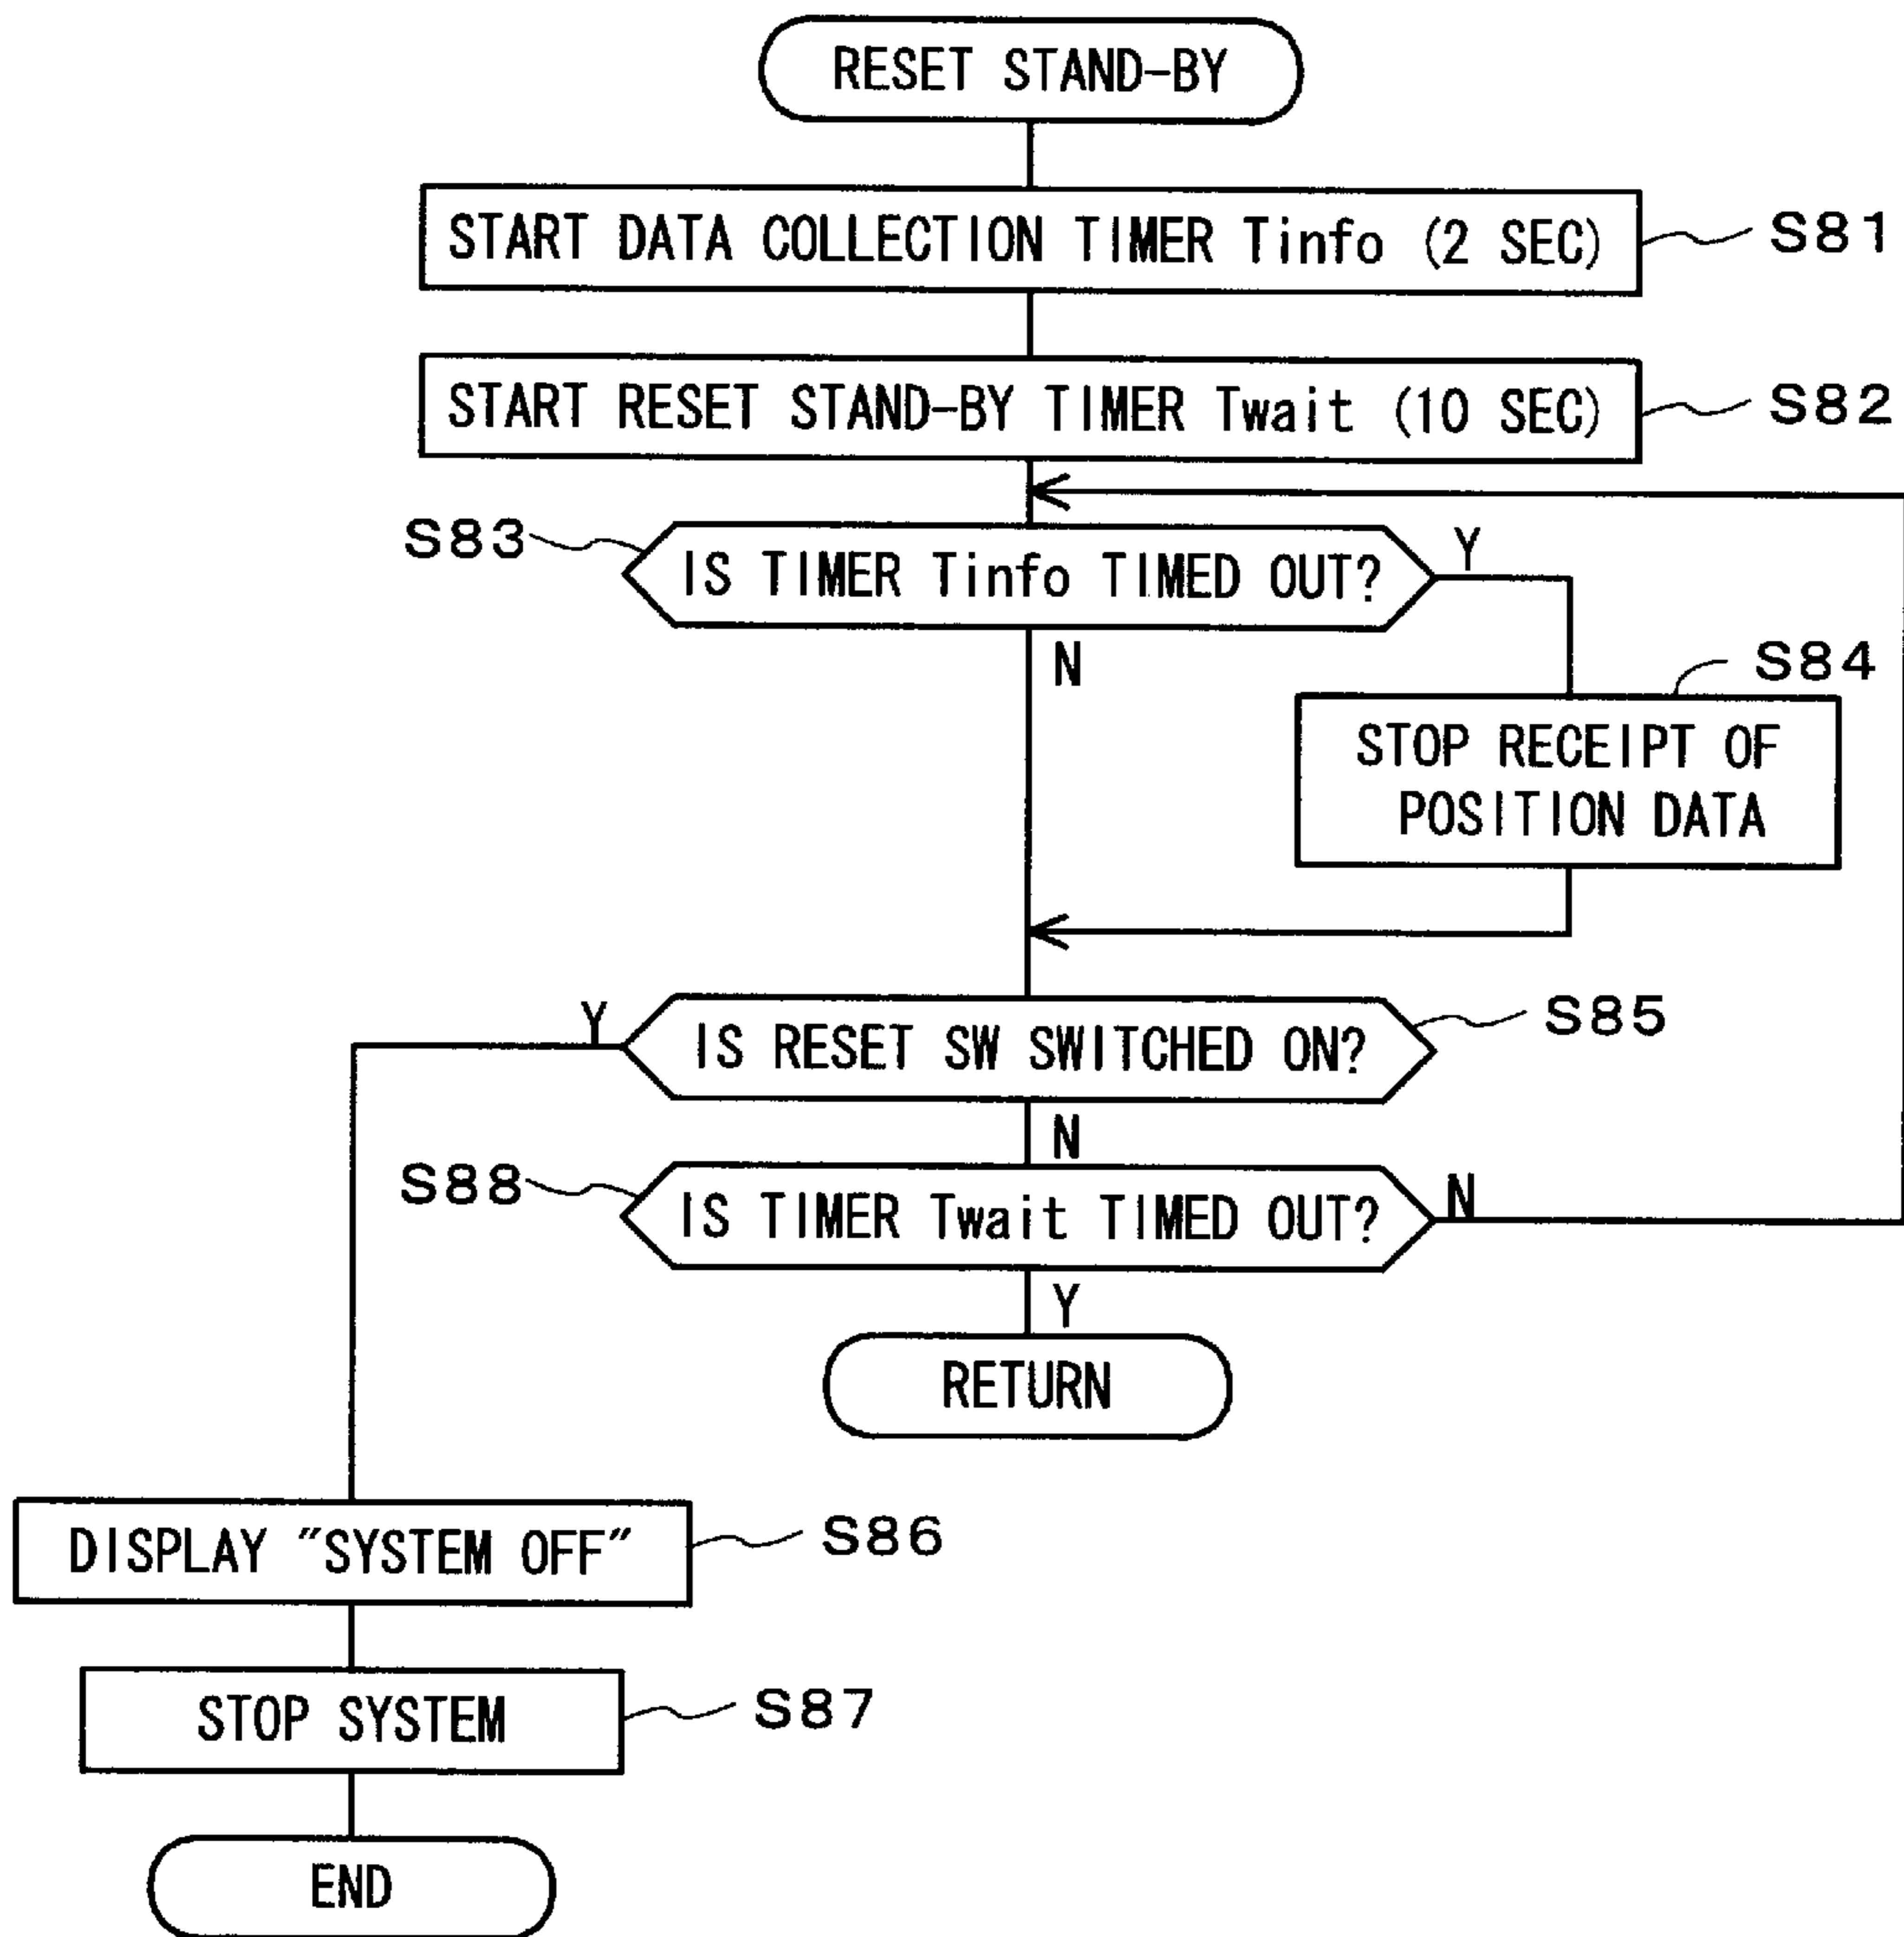 RESET STAND-BY
START DATA COLLECTION TIMER Tinfo (2 SEC)
S81
START RESET STAND-BY TIMER Twait (10 SEC)
S82
S83
IS TIMER Tinfo TIMED OUT?
Y
N
S84
STOP RECEIPT OF
POSITION DATA
Y
IS RESET SW SWITCHED ON?
S85
N
S88
IS TIMER Twait TIMED OUT?
N
Y
RETURN
DISPLAY "SYSTEM OFF"
S86
STOP SYSTEM
S87
END